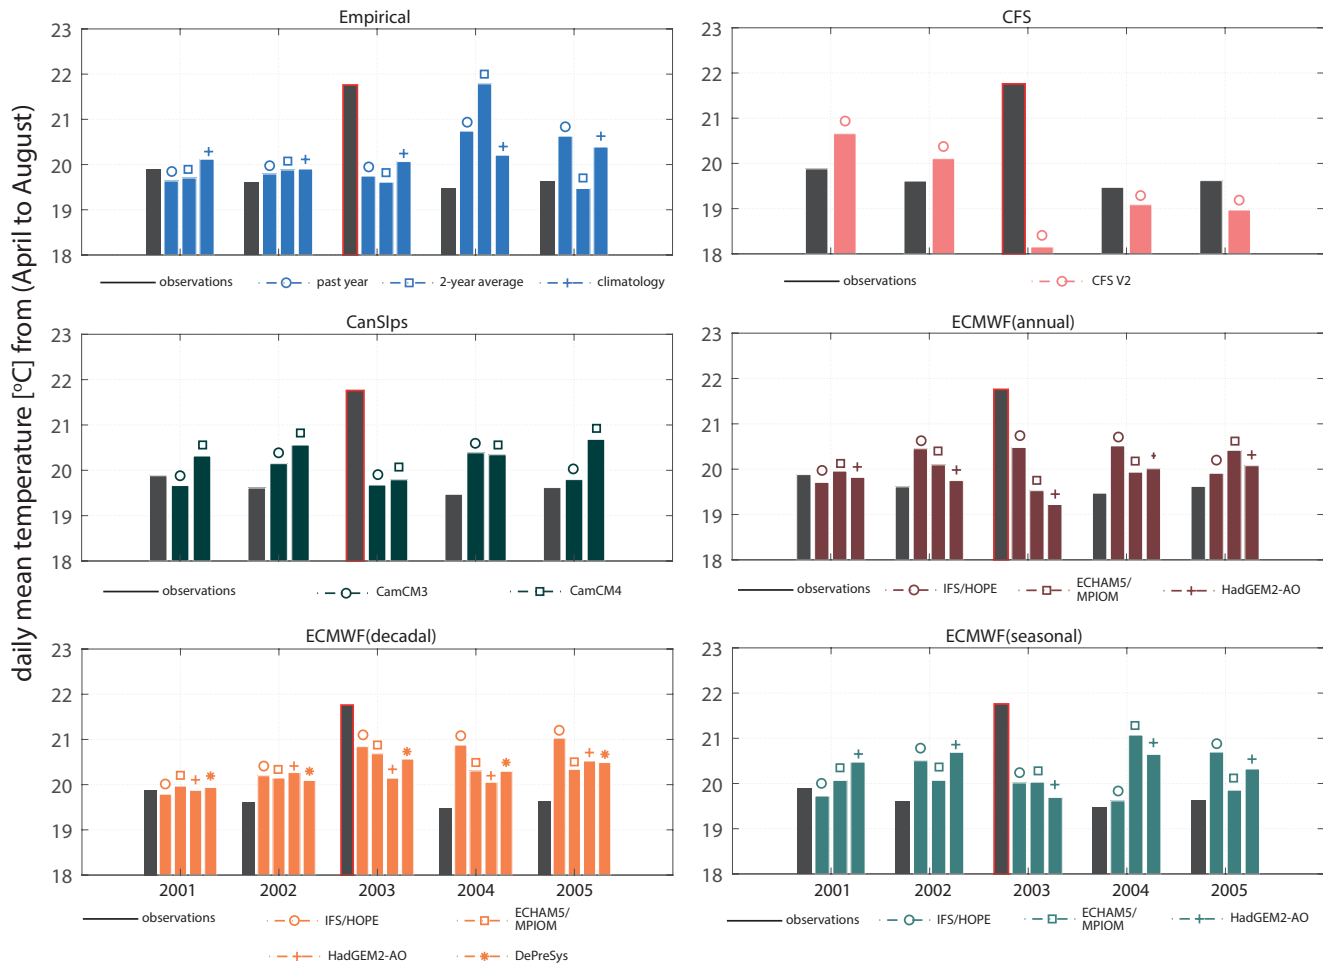 Empirical
CFS
23
22
21
20
19
18
observations
past year
2-year average
climatology
23
22
21
20
19
18
observations
CFS V2
daily mean temperature [°C] from (April to August)
CanSIps
ECMWF(annual)
23
22
21
20
19
18
observations
CamCM3
CamCM4
23
22
21
20
19
18
observations
IFS/HOPE
ECHAM5/
MPIOM
HadGEM2-AO
ECMWF(decadal)
ECMWF(seasonal)
23
22
21
20
19
18
2001 2002 2003 2004 2005
observations
IFS/HOPE
ECHAM5/
MPIOM
HadGEM2-AO
DePreSys
23
22
21
20
19
18
2001 2002 2003 2004 2005
observations
IFS/HOPE
ECHAM5/
MPIOM
HadGEM2-AO